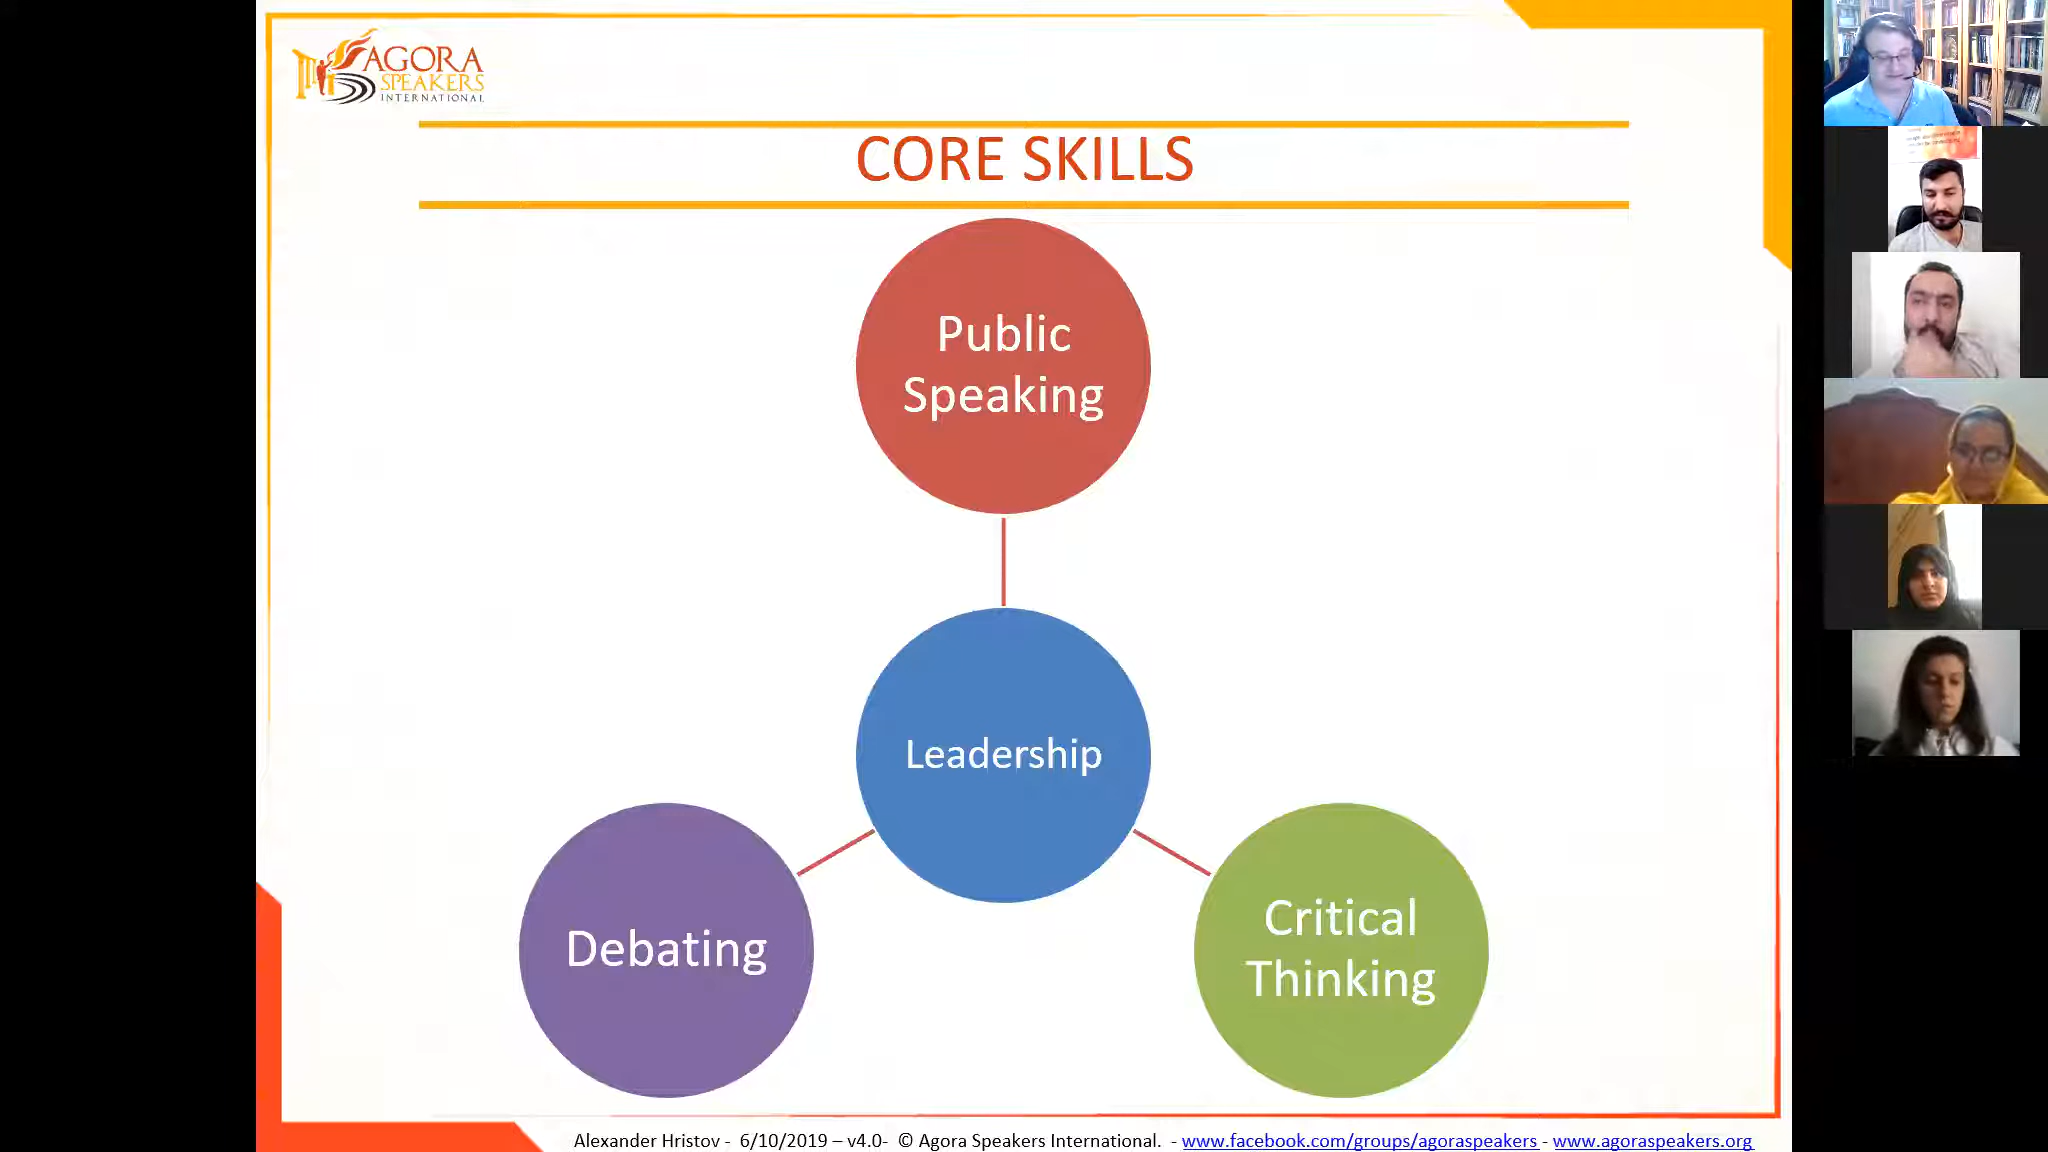 AGORA
SPEAKERS
INTERNATIONAL
CORE SKILLS
Public
Speaking
Leadership
Debating
Critical
Thinking
Alexander Hristov - 6/10/2019 – v4.0- © Agora Speakers International. - www.facebook.com/groups/agoraspeakers - www.agoraspeakers.org